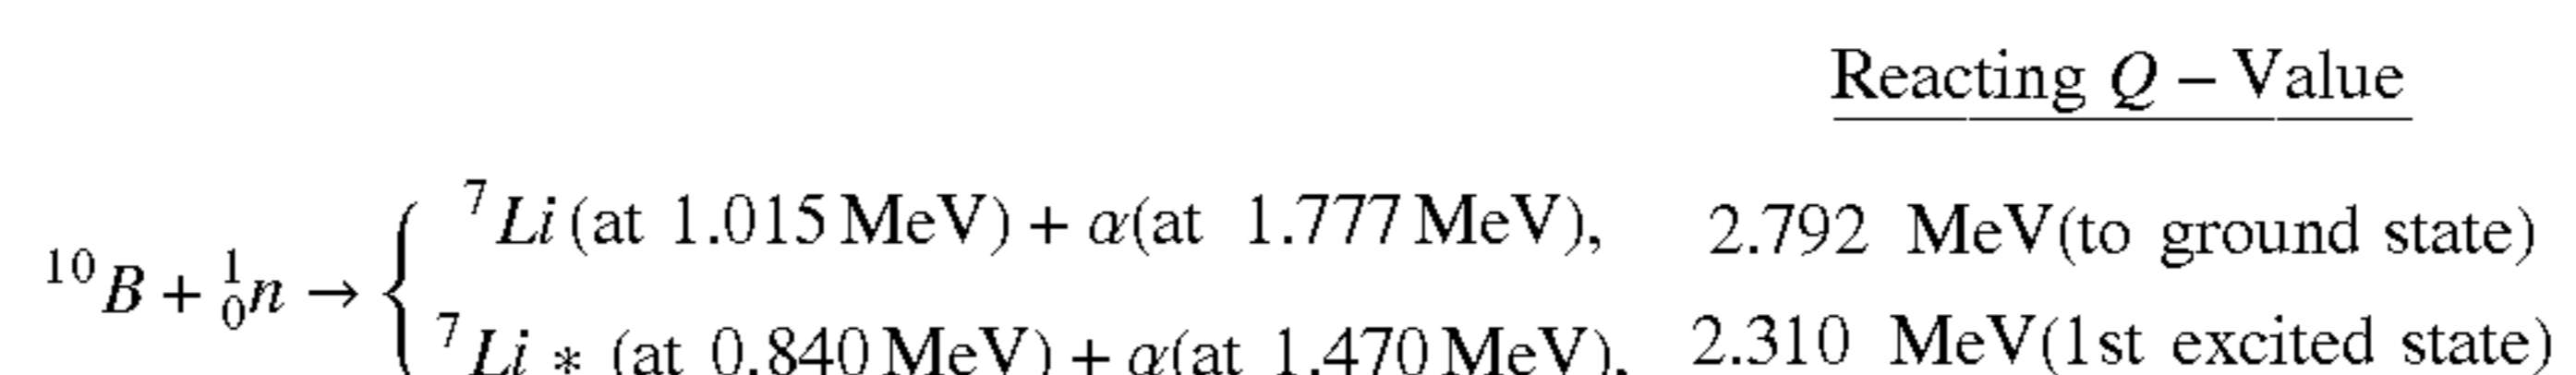 Reacting Q – Value
⁷Li (at 1.015 MeV) + α(at 1.777 MeV), 2.792 MeV(to ground state)
¹⁰B + ¹₀n → {
⁷Li * (at 0.840 MeV) + α(at 1.470 MeV), 2.310 MeV(1st excited state)